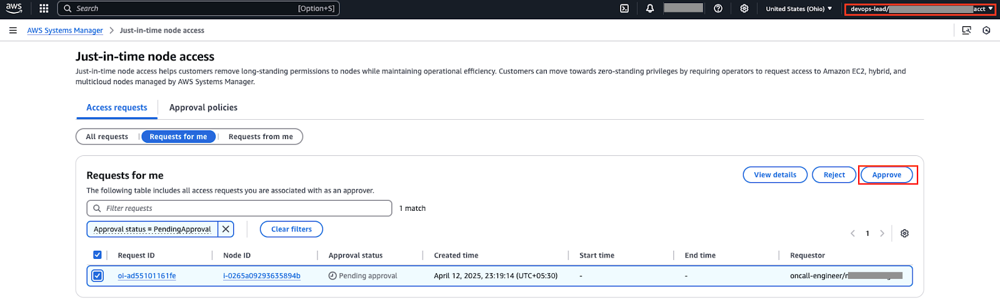 aws
Search [Option+S] United States (Ohio) devops-lead/ acct
AWS Systems Manager > Just-in-time node access
Just-in-time node access
Just-in-time node access helps customers remove long-standing permissions to nodes while maintaining operational efficiency. Customers can move towards zero-standing privileges by requiring operators to request access to Amazon EC2, hybrid, and
multicloud nodes managed by AWS Systems Manager.
Access requests Approval policies
All requests Requests for me Requests from me
Requests for me View details Reject Approve
The following table includes all access requests you are associated with as an approver.
Filter requests 1 match
Approval status = PendingApproval Clear filters
1
Request ID Node ID Approval status Created time Start time End time Requestor
oi-ad55101161fe i-0265a09293635894b Pending approval April 12, 2025, 23:19:14 (UTC+05:30) - - oncall-engineer/